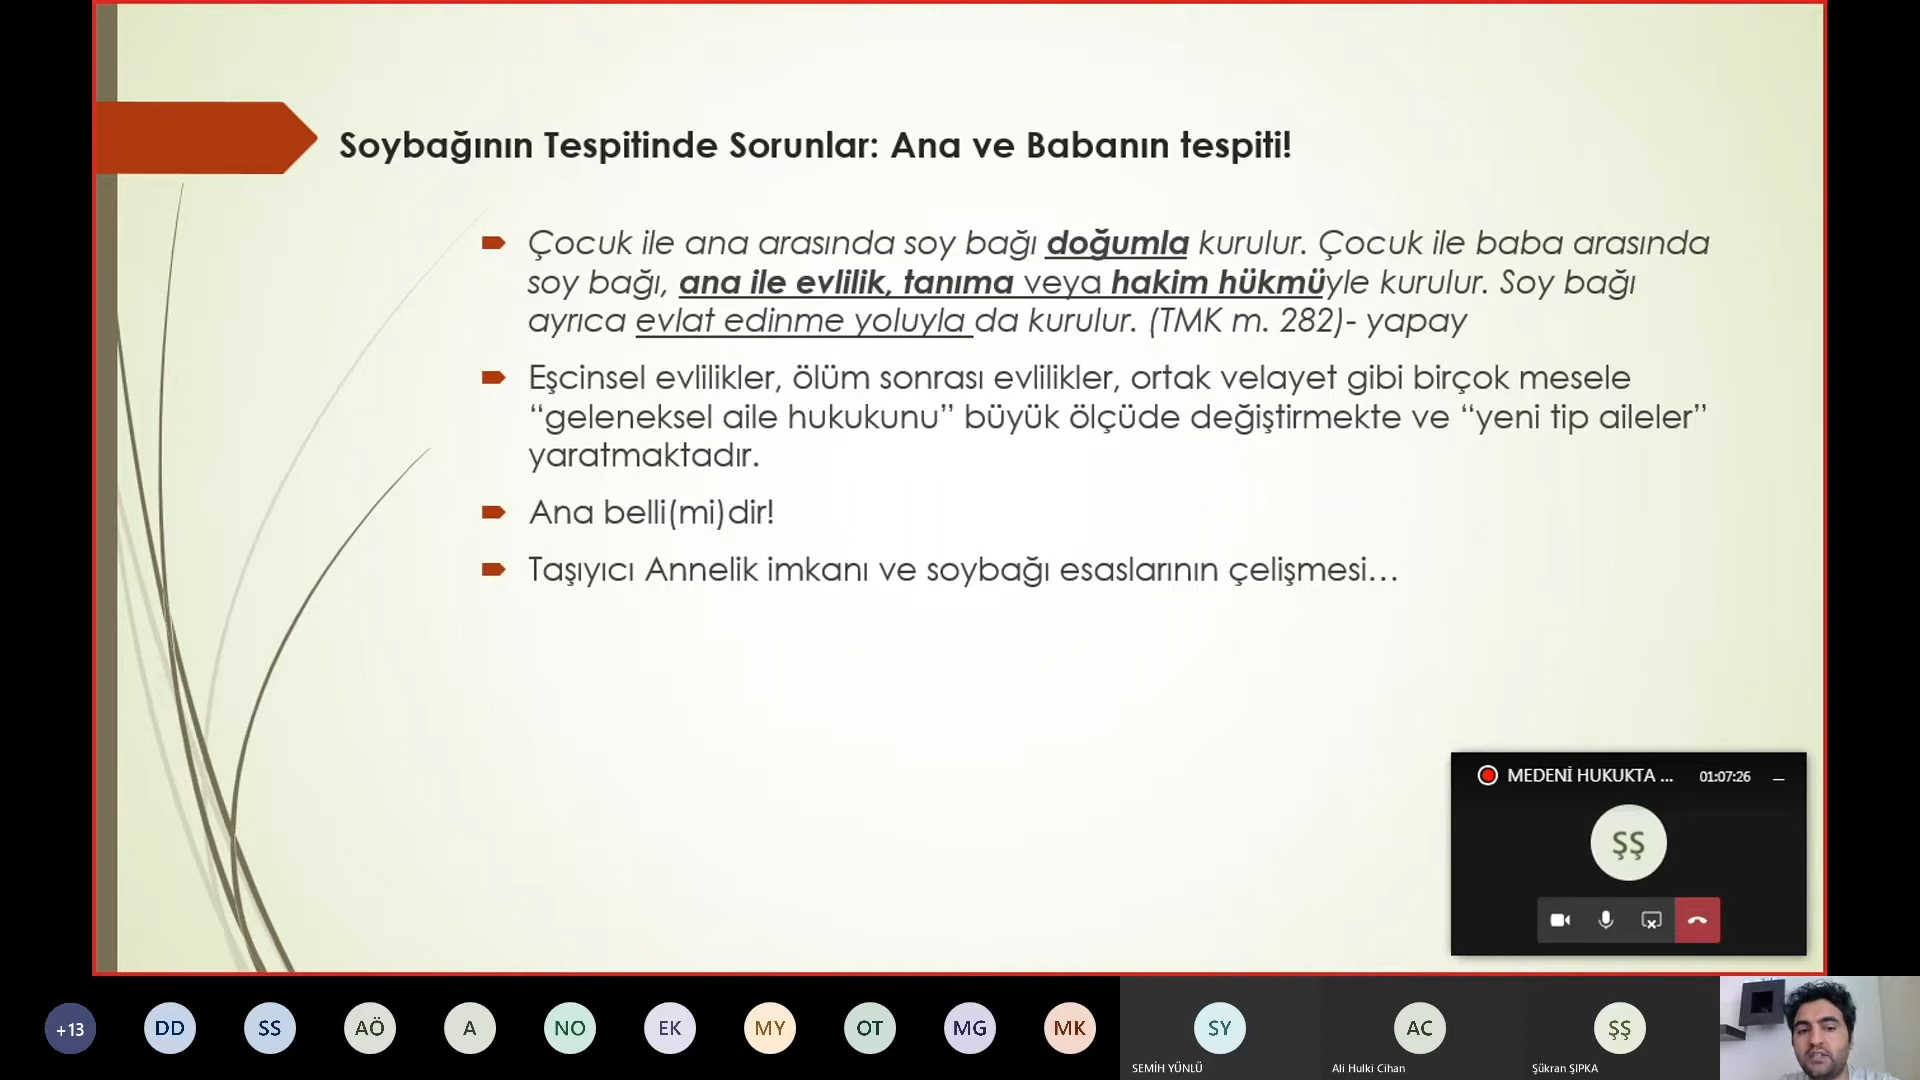 Soybağının Tespitinde Sorunlar: Ana ve Babanın tespiti!
Çocuk ile ana arasında soy bağı doğumla kurulur. Çocuk ile baba arasında
soy bağı, ana ile evlilik, tanıma veya hakim hükmüyle kurulur. Soy bağı
ayrıca evlat edinme yoluyla da kurulur. (TMK m. 282)- yapay
Eşcinsel evlilikler, ölüm sonrası evlilikler, ortak velayet gibi birçok mesele
“geleneksel aile hukukunu” büyük ölçüde değiştirmekte ve “yeni tip aileler”
yaratmaktadır.
Ana belli(mi)dir!
Taşıyıcı Annelik imkanı ve soybağı esaslarının çelişmesi…
MEDENİ HUKUKTA ... 01:07:26
ŞŞ
+13 DD SS AÖ A NO EK MY OT MG MK SY AC ŞŞ
SEMİH YÜNLÜ Ali Hulki Cihan Şükran ŞIPKA